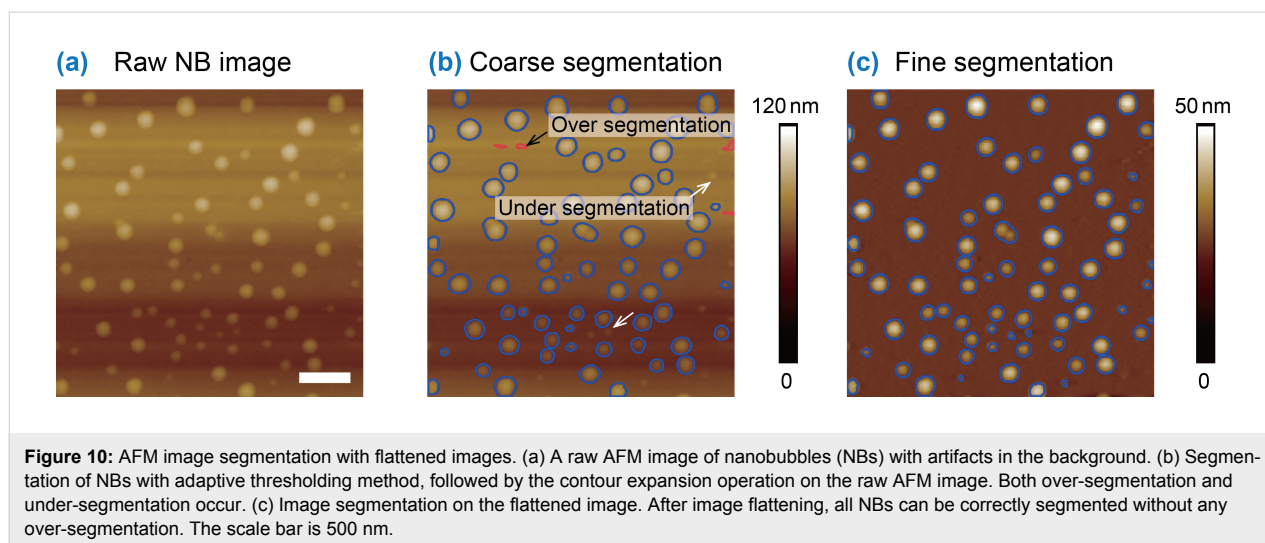 (a) Raw NB image
(b) Coarse segmentation
(c) Fine segmentation
120 nm
50 nm
Over segmentation
Under segmentation
0
0
Figure 10: AFM image segmentation with flattened images. (a) A raw AFM image of nanobubbles (NBs) with artifacts in the background. (b) Segmen-
tation of NBs with adaptive thresholding method, followed by the contour expansion operation on the raw AFM image. Both over-segmentation and
under-segmentation occur. (c) Image segmentation on the flattened image. After image flattening, all NBs can be correctly segmented without any
over-segmentation. The scale bar is 500 nm.